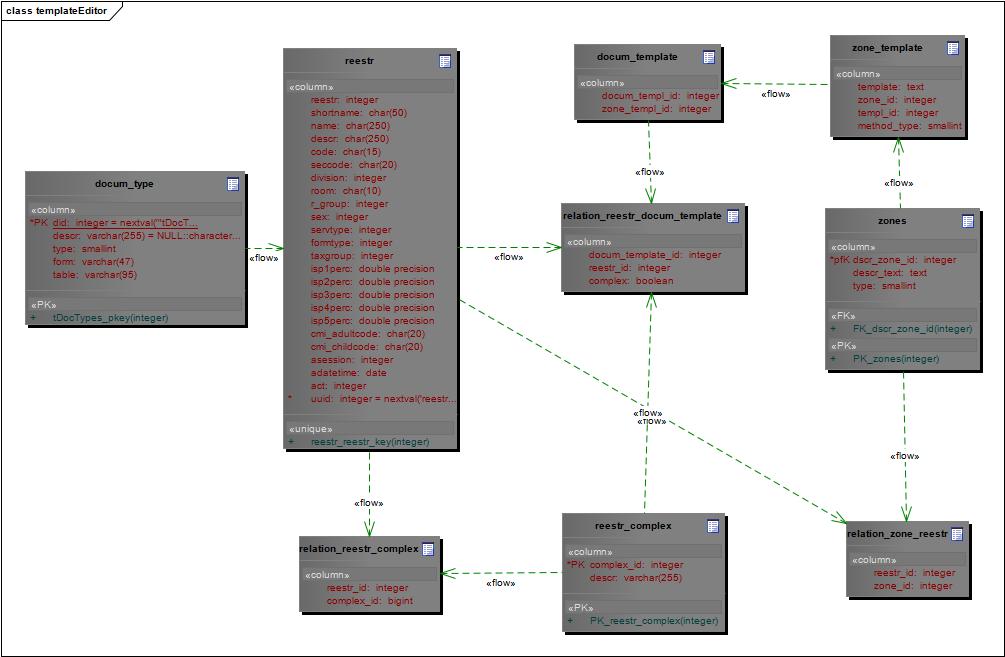 class templateEditor
docum_type
«column»
*PK did: integer = nextval('"tDocT...
descr: varchar(255) = NULL::character...
type: smallint
form: varchar(47)
table: varchar(95)
«PK»
+ tDocTypes_pkey(integer)
«flow»
reestr
«column»
reestr: integer
shortname: char(50)
name: char(250)
descr: char(250)
code: char(15)
seccode: char(20)
division: integer
room: char(10)
r_group: integer
sex: integer
servtype: integer
formtype: integer
taxgroup: integer
isp1perc: double precision
isp2perc: double precision
isp3perc: double precision
isp4perc: double precision
isp5perc: double precision
cmi_adultcode: char(20)
cmi_childcode: char(20)
asession: integer
adatetime: date
act: integer
* uuid: integer = nextval('reestr...
«unique»
+ reestr_reestr_key(integer)
«flow»
docum_template
«column»
docum_templ_id: integer
zone_templ_id: integer
«flow»
zone_template
«column»
template: text
zone_id: integer
templ_id: integer
method_type: smallint
«flow»
«flow»
relation_reestr_docum_template
«column»
document_template_id: integer
reestr_id: integer
complex: boolean
«flow»
zones
«column»
*pfK dscr_zone_id: integer
descr_text: text
type: smallint
«FK»
+ FK_dscr_zone_id(integer)
«PK»
+ PK_zones(integer)
«flow»
«flow»
«flow»
relation_reestr_complex
«column»
reestr_id: integer
complex_id: bigint
«flow»
reestr_complex
«column»
*PK complex_id: integer
descr: varchar(255)
«PK»
+ PK_reestr_complex(integer)
relation_zone_reestr
«column»
reestr_id: integer
zone_id: integer